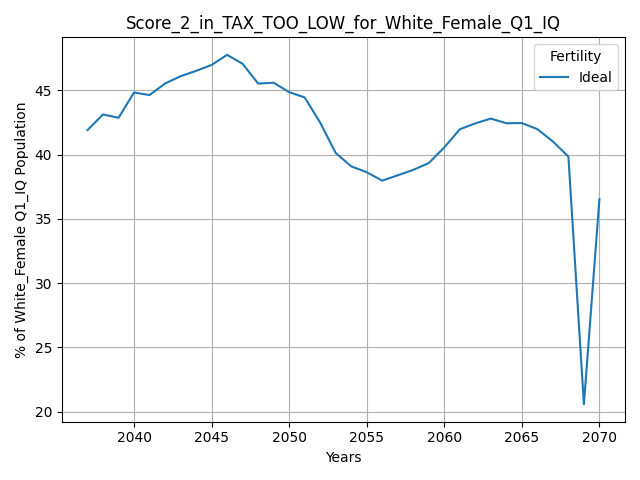 Score_2_in_TAX_TOO_LOW_for_White_Female_Q1_IQ
% of White_Female Q1_IQ Population
45
40
35
30
25
20
Fertility
Ideal
2040 2045 2050 2055 2060 2065 2070
Years